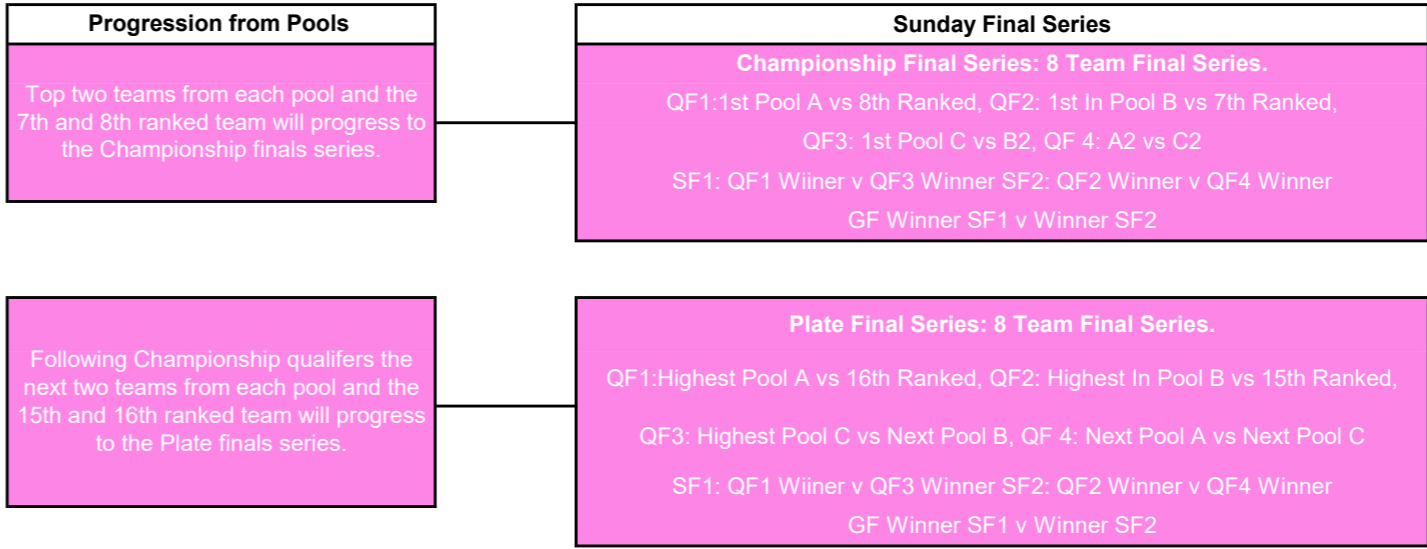 Progression from Pools
Sunday Final Series
Top two teams from each pool and the
7th and 8th ranked team will progress to
the Championship finals series.
Championship Final Series: 8 Team Final Series.
QF1:1st Pool A vs 8th Ranked, QF2: 1st In Pool B vs 7th Ranked,
QF3: 1st Pool C vs B2, QF 4: A2 vs C2
SF1: QF1 Wiiner v QF3 Winner SF2: QF2 Winner v QF4 Winner
GF Winner SF1 v Winner SF2
Following Championship qualifers the
next two teams from each pool and the
15th and 16th ranked team will progress
to the Plate finals series.
Plate Final Series: 8 Team Final Series.
QF1:Highest Pool A vs 16th Ranked, QF2: Highest In Pool B vs 15th Ranked,
QF3: Highest Pool C vs Next Pool B, QF 4: Next Pool A vs Next Pool C
SF1: QF1 Wiiner v QF3 Winner SF2: QF2 Winner v QF4 Winner
GF Winner SF1 v Winner SF2